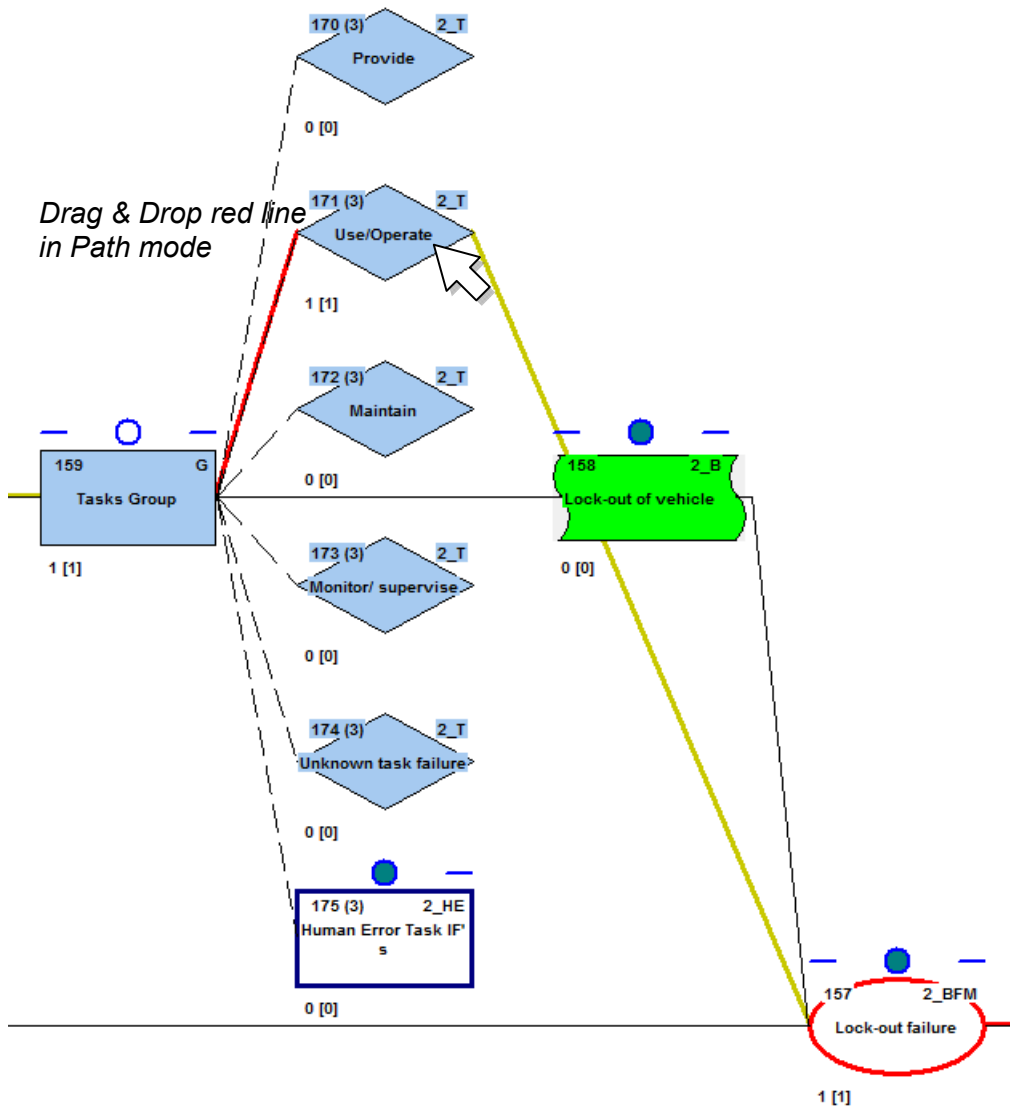 170 (3) 2_T
Provide
0 [0]
Drag & Drop red line
in Path mode
171 (3) 2_T
Use/Operate
1 [1]
172 (3) 2_T
Maintain
0 [0]
159 G
Tasks Group
1 [1]
158 2_B
Lock-out of vehicle
0 [0]
173 (3) 2_T
Monitor/ supervise
0 [0]
174 (3) 2_T
Unknown task failure
0 [0]
175 (3) 2_HE
Human Error Task IF'
s
0 [0]
157 2_BFM
Lock-out failure
1 [1]